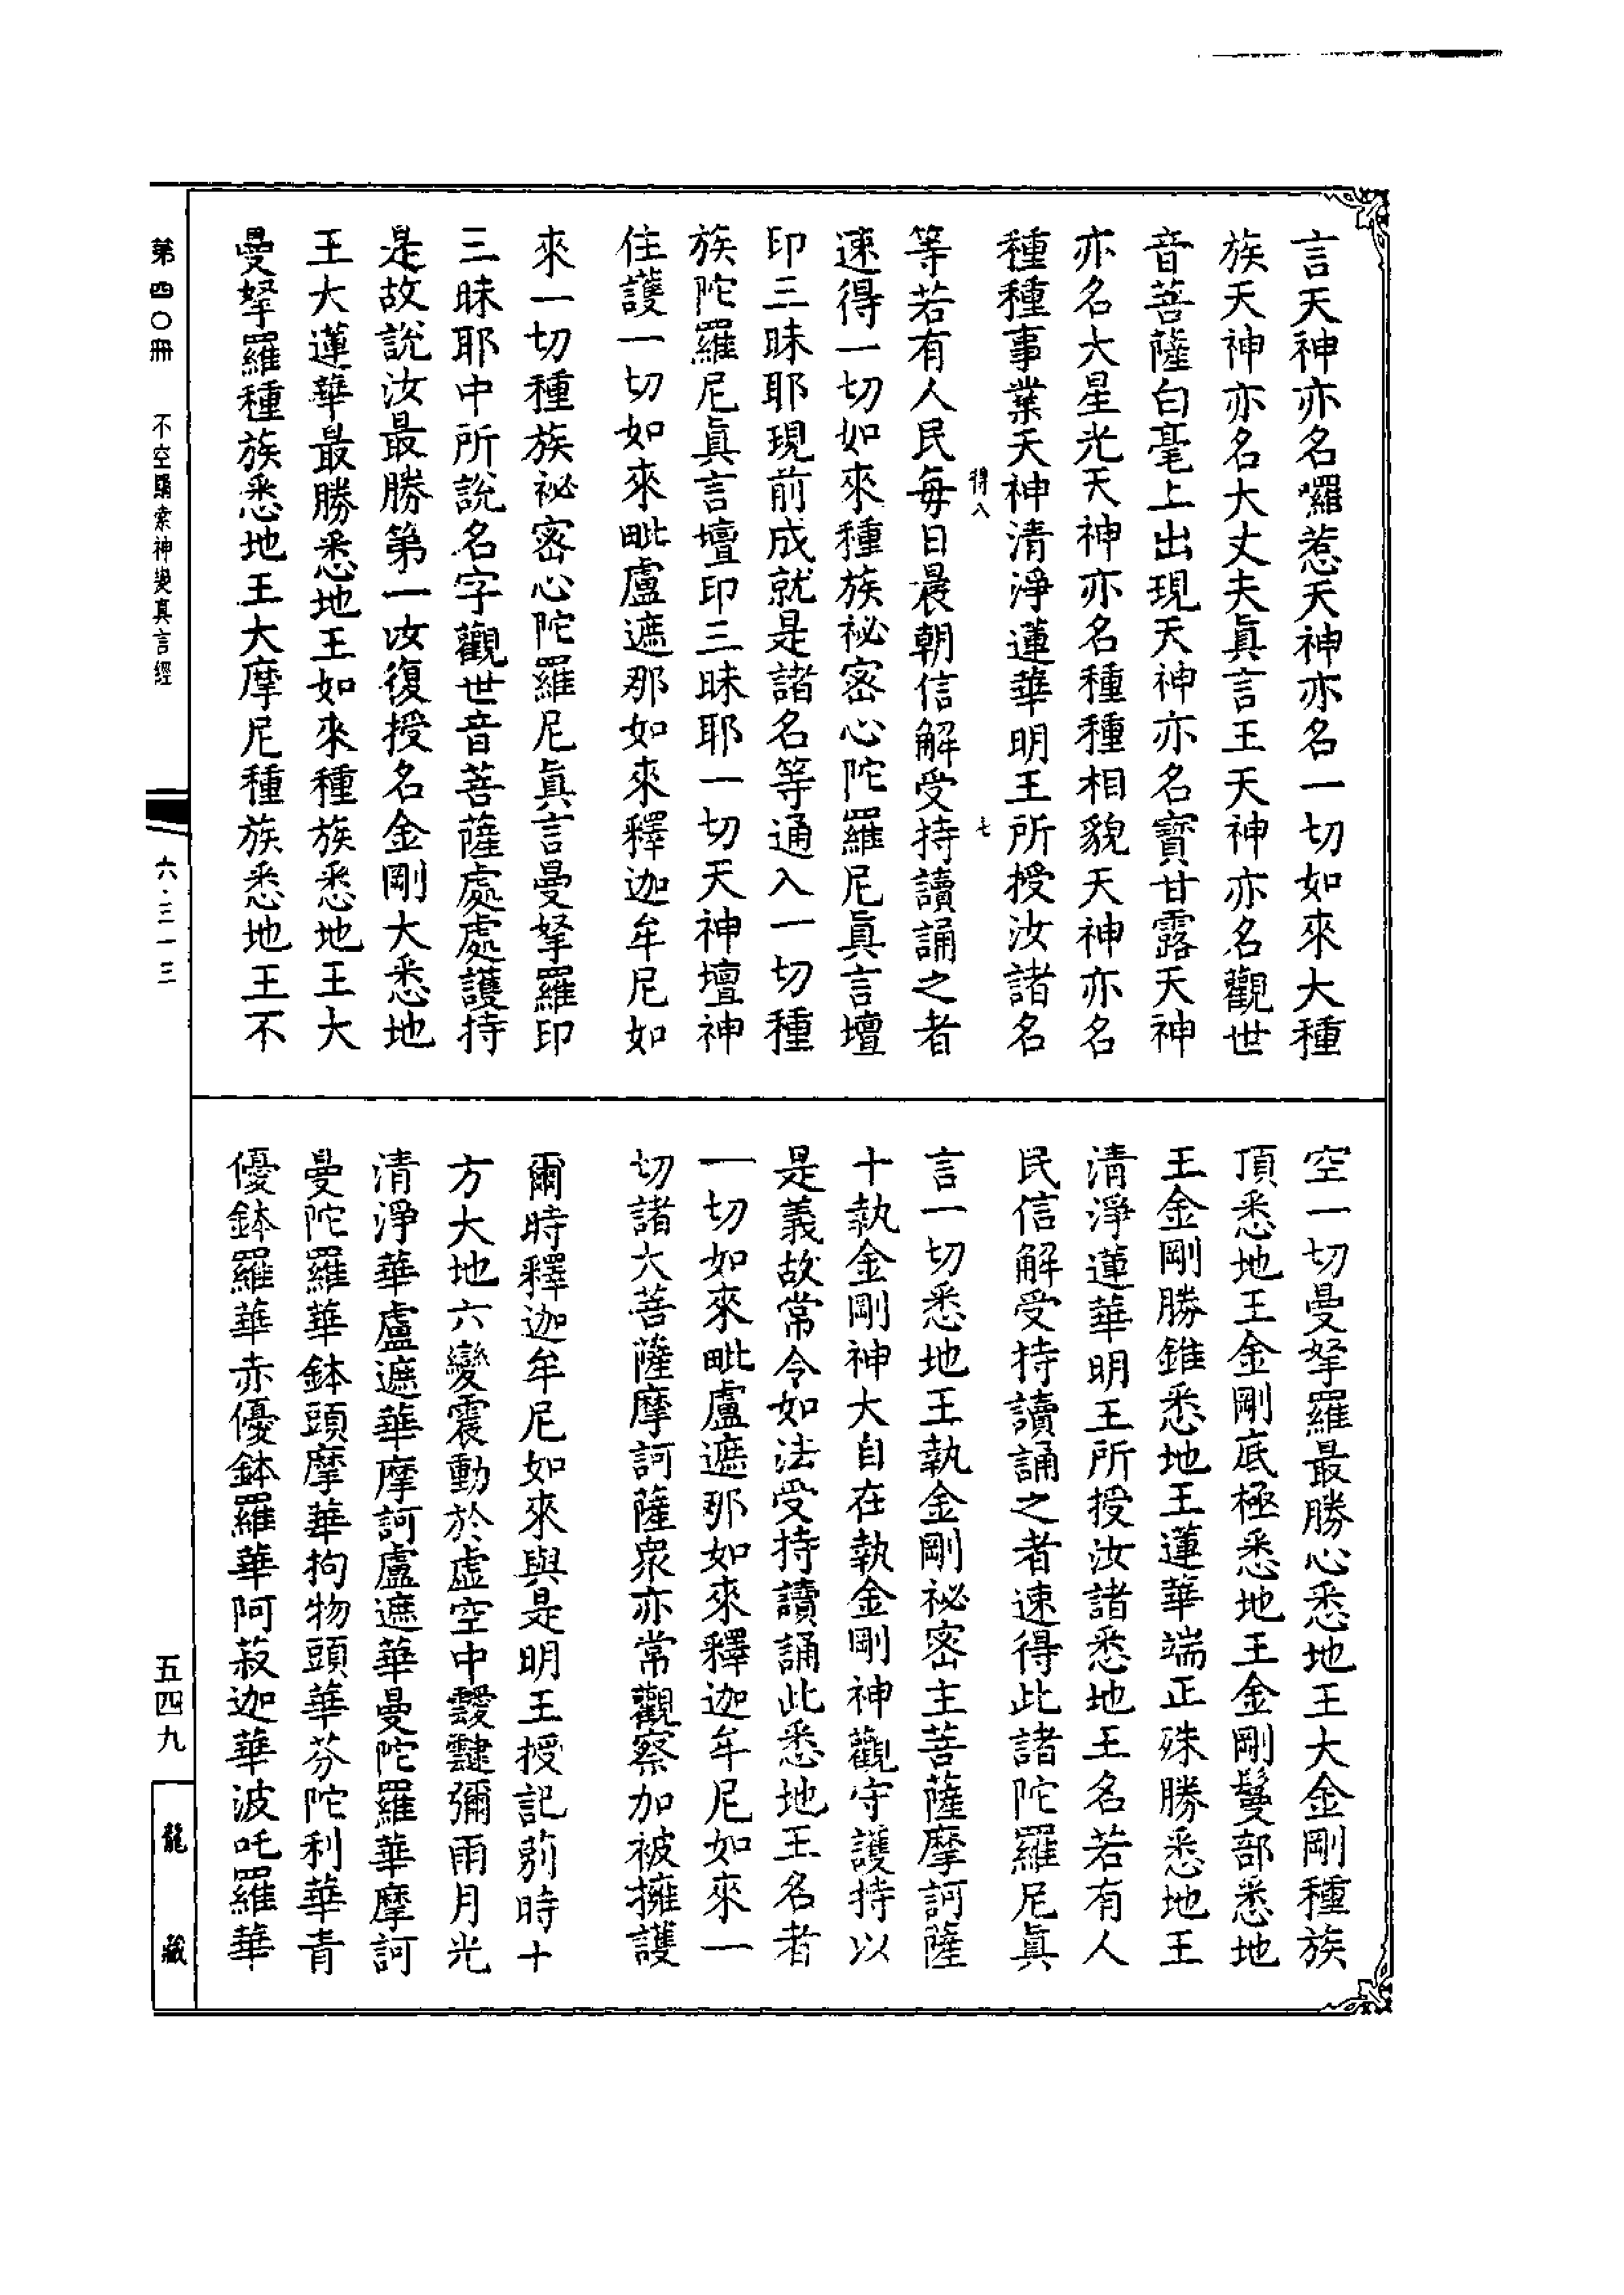 言天神亦名囉惹天神亦名一切如來大種
族天神亦名大丈夫眞言王天神亦名觀世
音菩薩白毫上出現天神亦名寶甘露天神
亦名大星光天神亦名種種相貌天神亦名
種種事業天神清淨蓮華明王所授汝諸名
得八 七
等若有人民每日晨朝信解受持讀誦之者
速得一切如來種族祕密心陀羅尼眞言壇
印三昧耶現前成就是諸名等通入一切種
族陀羅尼眞言壇印三昧耶一切天神壇神
住護一切如來毗盧遮那如來釋迦牟尼如
來一切種族祕密心陀羅尼眞言曼拏羅印
三昧耶中所說名字觀世音菩薩處處護持
是故說汝最勝第一汝復授名金剛大悉地
王大蓮華最勝悉地王如來種族悉地王大
曼拏羅種族悉地王大摩尼種族悉地王不
空一切曼拏羅最勝心悉地王大金剛種族
頂悉地王金剛底極悉地王金剛鬘部悉地
王金剛勝錐悉地王蓮華端正殊勝悉地王
清淨蓮華明王所授汝諸悉地王名若有人
民信解受持讀誦之者速得此諸陀羅尼眞
言一切悉地王執金剛祕密主菩薩摩訶薩
十執金剛神大自在執金剛神觀守護持以
是義故常令如法受持讀誦此悉地王名者
一切如來毗盧遮那如來釋迦牟尼如來一
切諸大菩薩摩訶薩衆亦常觀察加被擁護
爾時釋迦牟尼如來與是明王授記莂時十
方大地六變震動於虛空中靉靆彌雨月光
清淨華盧遮華摩訶盧遮華曼陀羅華摩訶
曼陀羅華鉢頭摩華拘物頭華芬陀利華青
優鉢羅華赤優鉢羅華阿菽迦華波吒羅華
第四〇冊 不空羂索神變真言經
六·三一三
五四九
龍藏